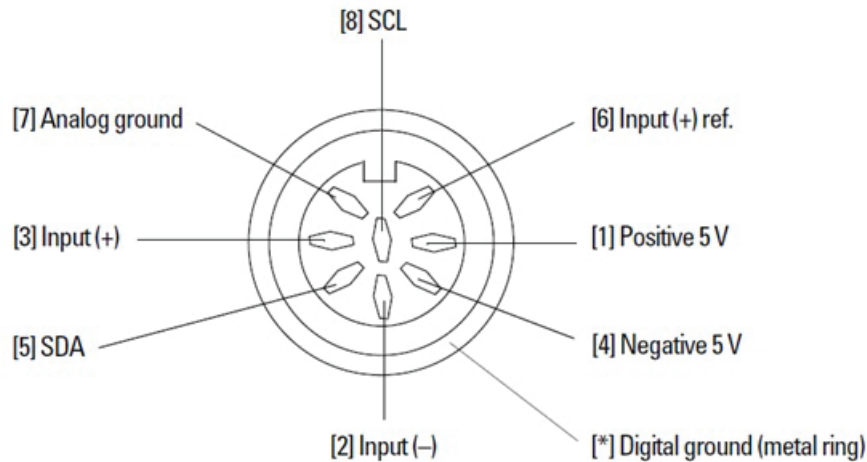 [8] SCL
[7] Analog ground
[6] Input (+) ref.
[3] Input (+)
[1] Positive 5 V
[5] SDA
[4] Negative 5 V
[2] Input (–)
[*] Digital ground (metal ring)